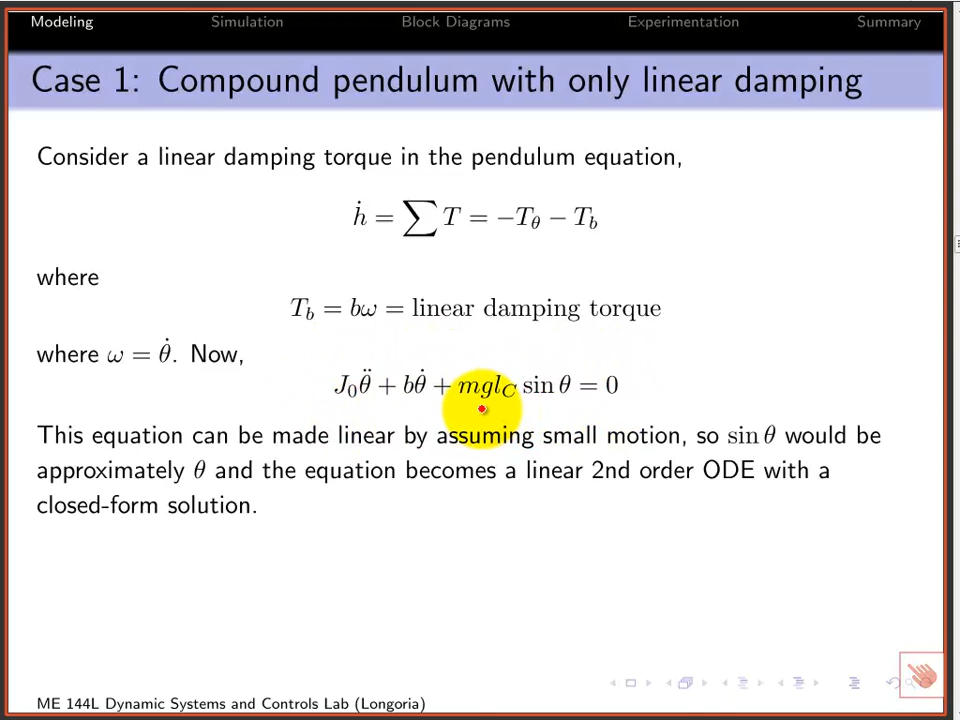 Modeling Simulation Block Diagrams Experimentation Summary
Case 1: Compound pendulum with only linear damping
Consider a linear damping torque in the pendulum equation,
ḣ = ∑ T = −T_θ − T_b
where
T_b = bω = linear damping torque
where ω = θ̇. Now,
J_0 θ̈ + bθ̇ + mgl_C sin θ = 0
This equation can be made linear by assuming small motion, so sin θ would be
approximately θ and the equation becomes a linear 2nd order ODE with a
closed-form solution.
ME 144L Dynamic Systems and Controls Lab (Longoria)